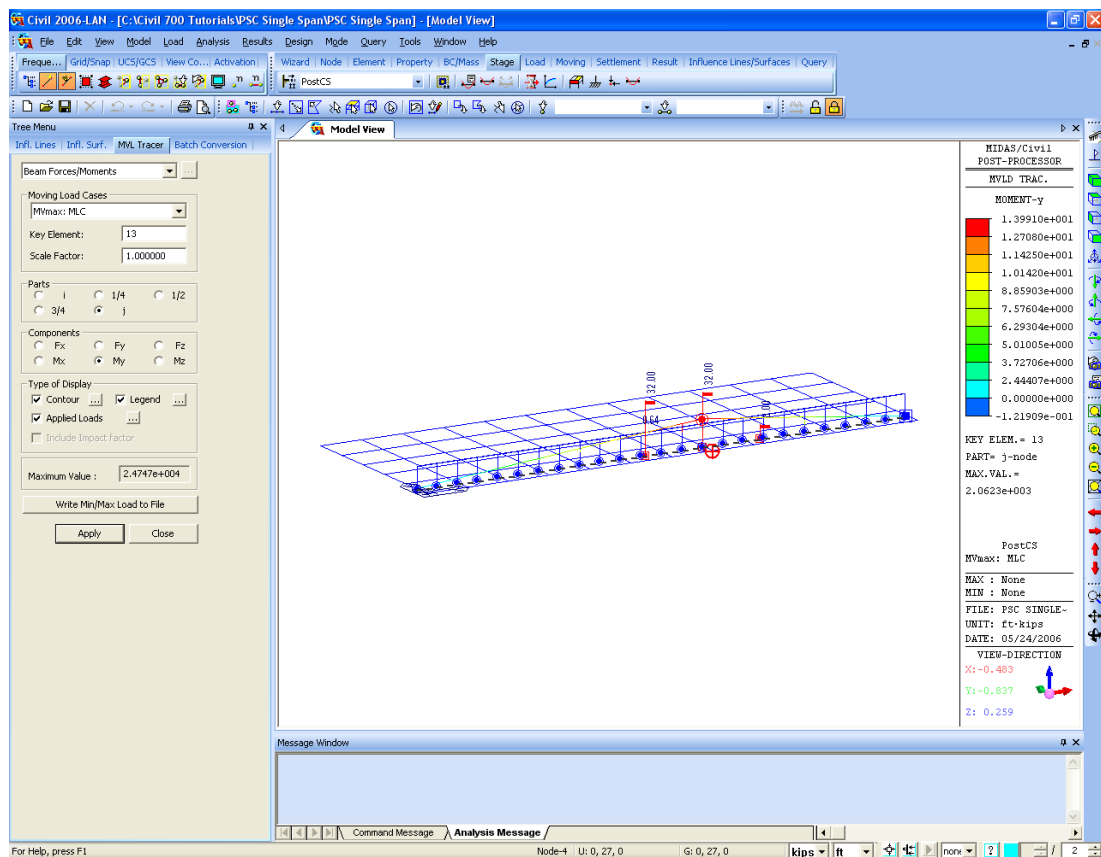 Civil 2006-LAN - [C:\Civil 700 Tutorials\PSC Single Span\PSC Single Span] - [Model View]
File Edit View Model Load Analysis Results Design Mode Query Tools Window Help
Freque... Grid/Snap UCS/GCS View Co... Activation
Wizard Node Element Property BC/Mass Stage Load Moving Settlement Result Influence Lines/Surfaces Query
PostCS
Tree Menu
Infl. Lines Infl. Surf. MVL Tracer Batch Conversion
Beam Forces/Moments ...
Moving Load Cases
MVmax: MLC
Key Element: 13
Scale Factor: 1.000000
Parts
i 1/4 1/2
3/4 j
Components
Fx Fy Fz
Mx My Mz
Type of Display
Contour ... Legend ...
Applied Loads ...
Include Impact factor
Maximum Value : 2.4747e+004
Write Min/Max Load to File
Apply Close
Model View
32.00
32.00
0.64
MIDAS/Civil
POST-PROCESSOR
MVLD TRAC.
MOMENT-y
1.39910e+001
1.27080e+001
1.14250e+001
1.01420e+001
8.85903e+000
7.57604e+000
6.29304e+000
5.01005e+000
3.72706e+000
2.44407e+000
0.00000e+000
-1.21909e-001
KEY ELEM.= 13
PART= j-node
MAX.VAL.=
2.0623e+003
PostCS
MVmax: MLC
MAX : None
MIN : None
FILE: PSC SINGLE~
UNIT: ft·kips
DATE: 05/24/2006
VIEW-DIRECTION
X:-0.483
Y:-0.837
Z: 0.259
Message Window
Command Message Analysis Message
For Help, press F1
Node-4 U: 0, 27, 0 G: 0, 27, 0 kips ft non ? / 2